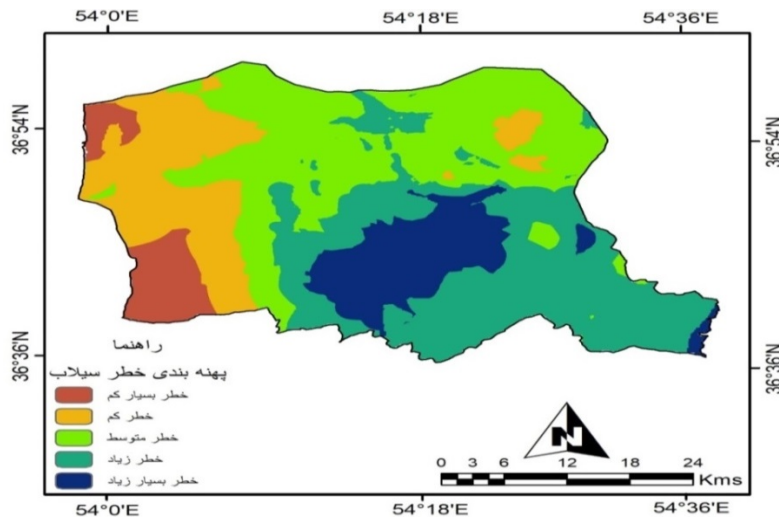 54°0'E 54°18'E 54°36'E
36°54'N 36°54'N
36°36'N 36°36'N
راهنما
پهنه بندی خطر سیلاب
خطر بسیار کم
خطر کم
خطر متوسط
خطر زیاد
خطر بسیار زیاد
N
0 3 6 12 18 24
Kms
54°0'E 54°18'E 54°36'E